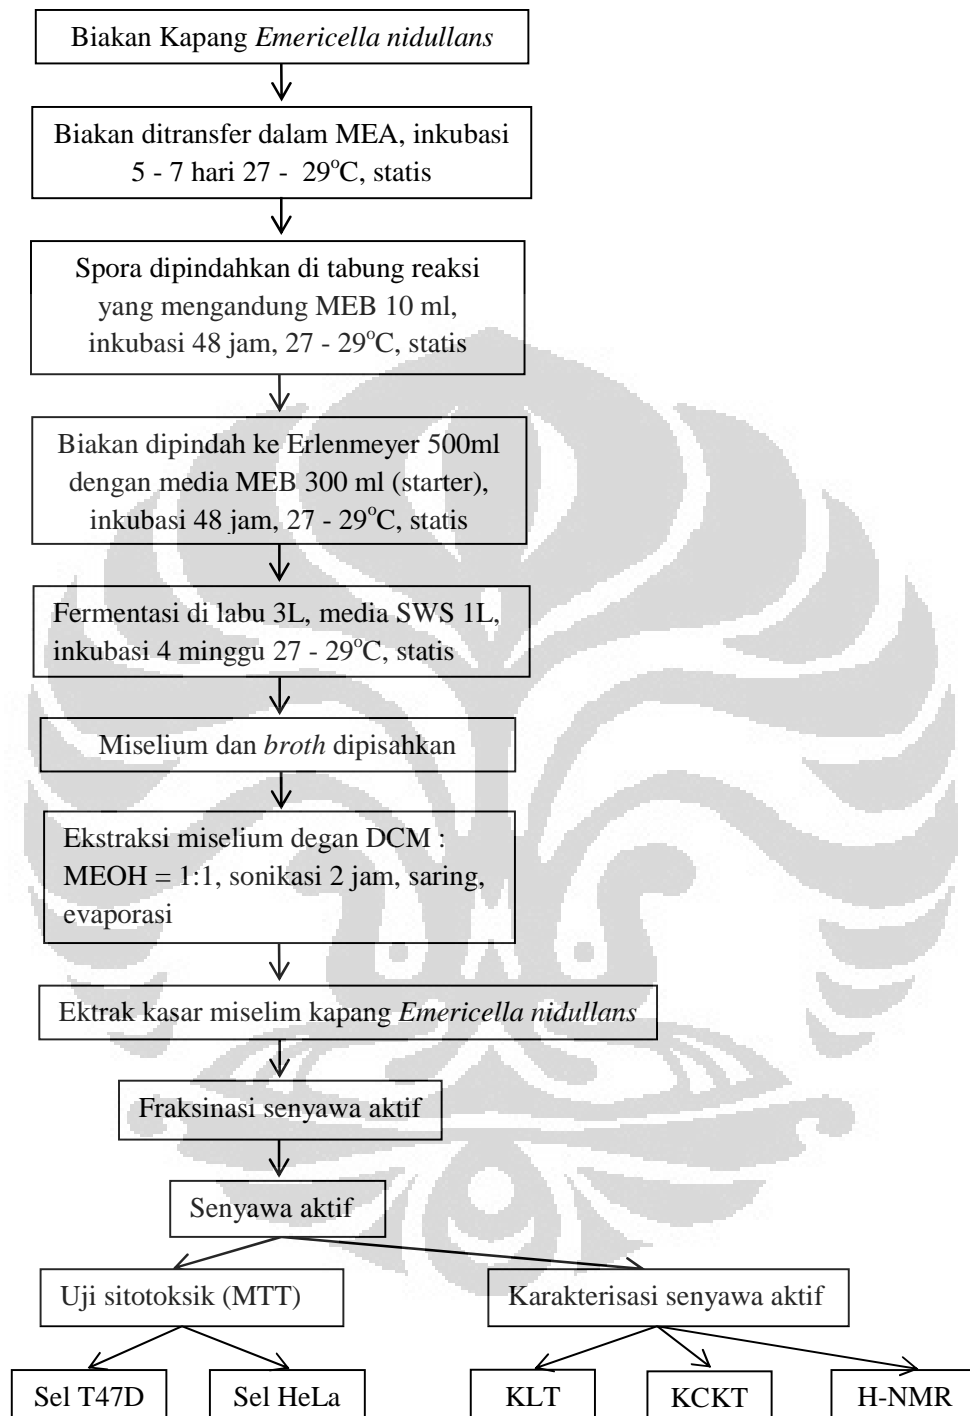 Biakan Kapang Emericella nidullans
Biakan ditransfer dalam MEA, inkubasi
5 - 7 hari 27 - 29°C, statis
Spora dipindahkan di tabung reaksi
yang mengandung MEB 10 ml,
inkubasi 48 jam, 27 - 29°C, statis
Biakan dipindah ke Erlenmeyer 500ml
dengan media MEB 300 ml (starter),
inkubasi 48 jam, 27 - 29°C, statis
Fermentasi di labu 3L, media SWS 1L,
inkubasi 4 minggu 27 - 29°C, statis
Miselium dan broth dipisahkan
Ekstraksi miselium degan DCM :
MEOH = 1:1, sonikasi 2 jam, saring,
evaporasi
Ektrak kasar miselim kapang Emericella nidullans
Fraksinasi senyawa aktif
Senyawa aktif
Uji sitotoksik (MTT)
Karakterisasi senyawa aktif
Sel T47D
Sel HeLa
KLT
KCKT
H-NMR